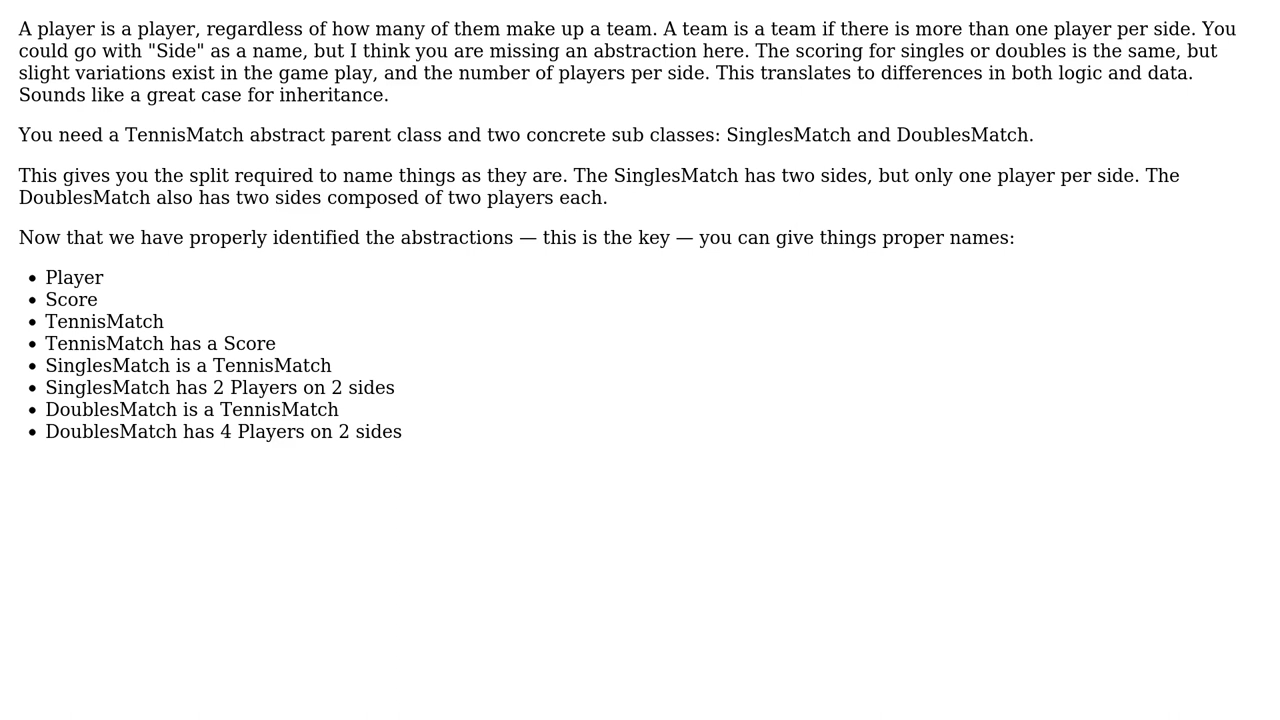 A player is a player, regardless of how many of them make up a team. A team is a team if there is more than one player per side. You
could go with "Side" as a name, but I think you are missing an abstraction here. The scoring for singles or doubles is the same, but
slight variations exist in the game play, and the number of players per side. This translates to differences in both logic and data.
Sounds like a great case for inheritance.
You need a TennisMatch abstract parent class and two concrete sub classes: SinglesMatch and DoublesMatch.
This gives you the split required to name things as they are. The SinglesMatch has two sides, but only one player per side. The
DoublesMatch also has two sides composed of two players each.
Now that we have properly identified the abstractions — this is the key — you can give things proper names:
• Player
• Score
• TennisMatch
• TennisMatch has a Score
• SinglesMatch is a TennisMatch
• SinglesMatch has 2 Players on 2 sides
• DoublesMatch is a TennisMatch
• DoublesMatch has 4 Players on 2 sides